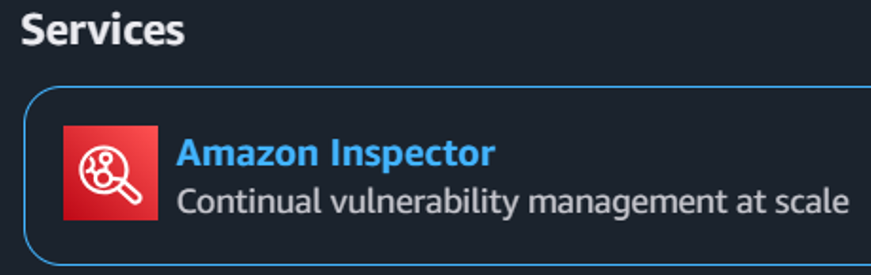 Services
Amazon Inspector
Continual vulnerability management at scale